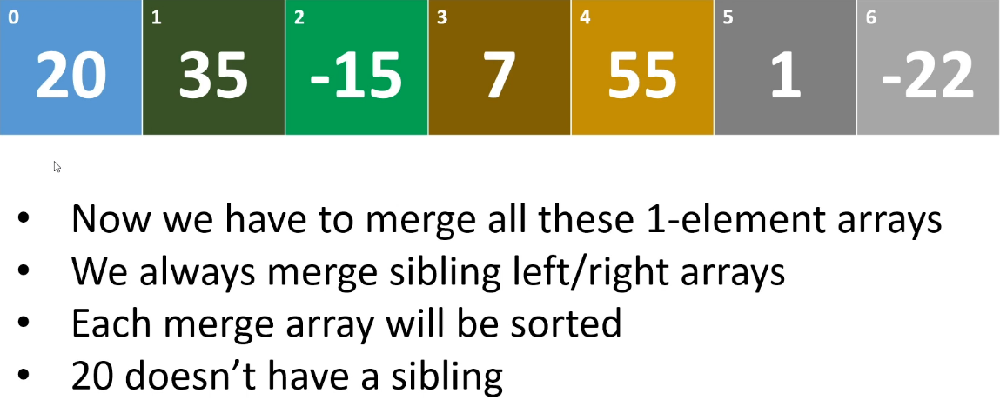 0 1 2 3 4 5 6
20 35 -15 7 55 1 -22
• Now we have to merge all these 1-element arrays
• We always merge sibling left/right arrays
• Each merge array will be sorted
• 20 doesn’t have a sibling